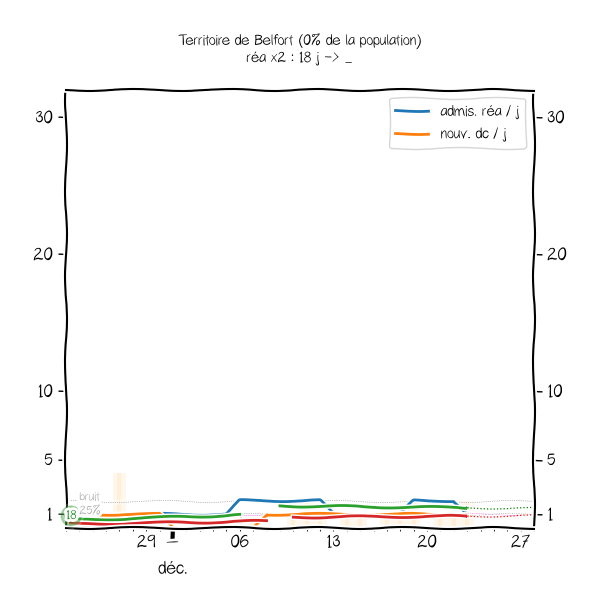 Territoire de Belfort (0% de la population)
réa x2 : 18 j -> _
admis. réa / j
nouv. dc / j
30
30
20
20
10
10
5
5
... bruit
25%
18
1
1
29
06
13
20
27
déc.